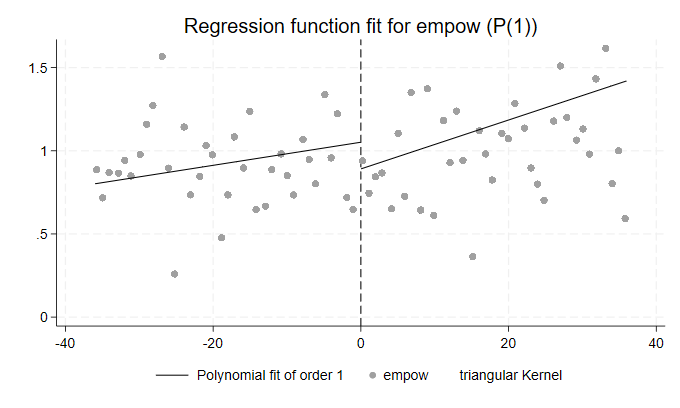 Regression function fit for empow (P(1))
1.5
1
.5
0
-40 -20 0 20 40
Polynomial fit of order 1 empow triangular Kernel